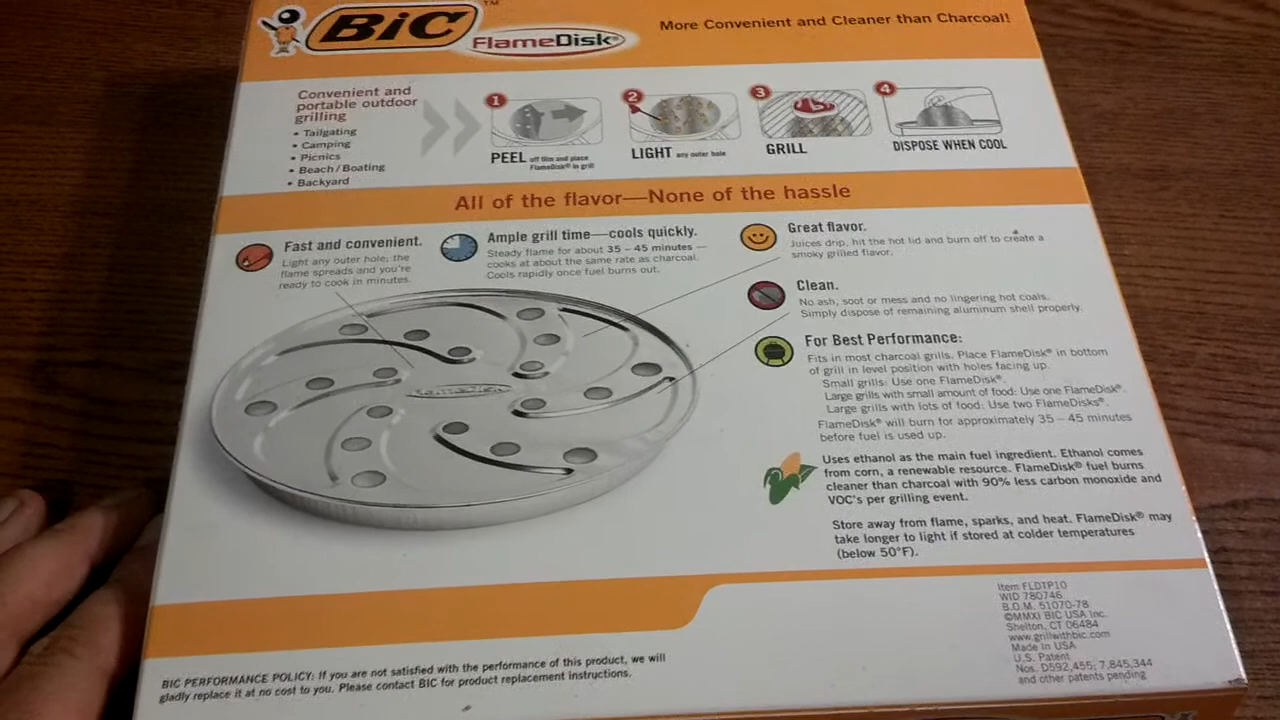 BIC™
FlameDisk®
More Convenient and Cleaner than Charcoal!
Convenient and
portable outdoor
grilling
• Tailgating
• Camping
• Picnics
• Beach/Boating
• Backyard
1
PEEL off film and place
FlameDisk® in grill
2
LIGHT any outer hole
3
GRILL
4
DISPOSE WHEN COOL
All of the flavor—None of the hassle
Fast and convenient.
Light any outer hole; the
flame spreads and you're
ready to cook in minutes.
Ample grill time—cools quickly.
Steady flame for about 35 – 45 minutes —
cooks at about the same rate as charcoal.
Cools rapidly once fuel burns out.
Great flavor.
Juices drip, hit the hot lid and burn off to create a
smoky grilled flavor.
Clean.
No ash, soot or mess and no lingering hot coals.
Simply dispose of remaining aluminum shell properly.
For Best Performance:
Fits in most charcoal grills. Place FlameDisk® in bottom
of grill in level position with holes facing up.
Small grills: Use one FlameDisk®.
Large grills with small amount of food: Use one FlameDisk®.
Large grills with lots of food: Use two FlameDisks®.
FlameDisk® will burn for approximately 35 – 45 minutes
before fuel is used up.
Uses ethanol as the main fuel ingredient. Ethanol comes
from corn, a renewable resource. FlameDisk® fuel burns
cleaner than charcoal with 90% less carbon monoxide and
VOC's per grilling event.
Store away from flame, sparks, and heat. FlameDisk® may
take longer to light if stored at colder temperatures
(below 50°F).
FlameDisk
Item FLDTP10
WID 780746
B.O.M. 51070-78
©MMXI BIC USA Inc.
Shelton, CT 06484
www.grillwithbic.com
Made in USA
U.S. Patent
Nos. D592,455; 7,845,344
and other patents pending
BIC PERFORMANCE POLICY: If you are not satisfied with the performance of this product, we will
gladly replace it at no cost to you. Please contact BIC for product replacement instructions.